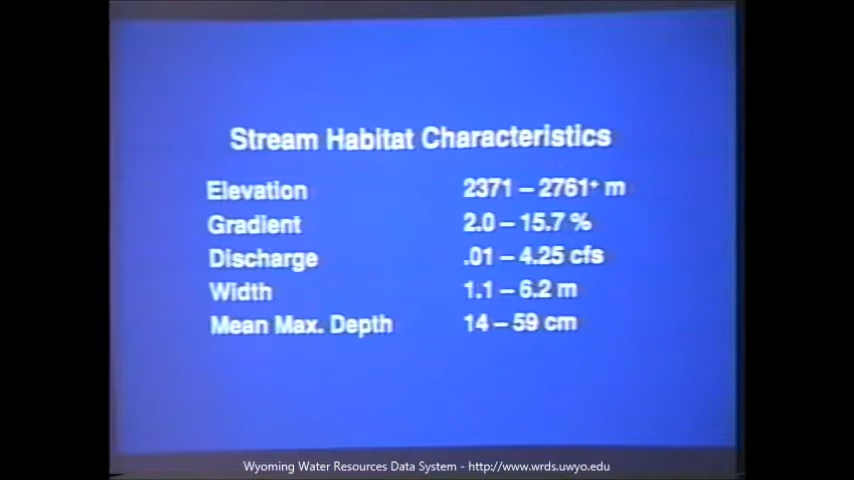 Stream Habitat Characteristics
Elevation 2371 – 2761+ m
Gradient 2.0 – 15.7 %
Discharge .01 – 4.25 cfs
Width 1.1 – 6.2 m
Mean Max. Depth 14 – 59 cm
Wyoming Water Resources Data System - http://www.wrds.uwyo.edu